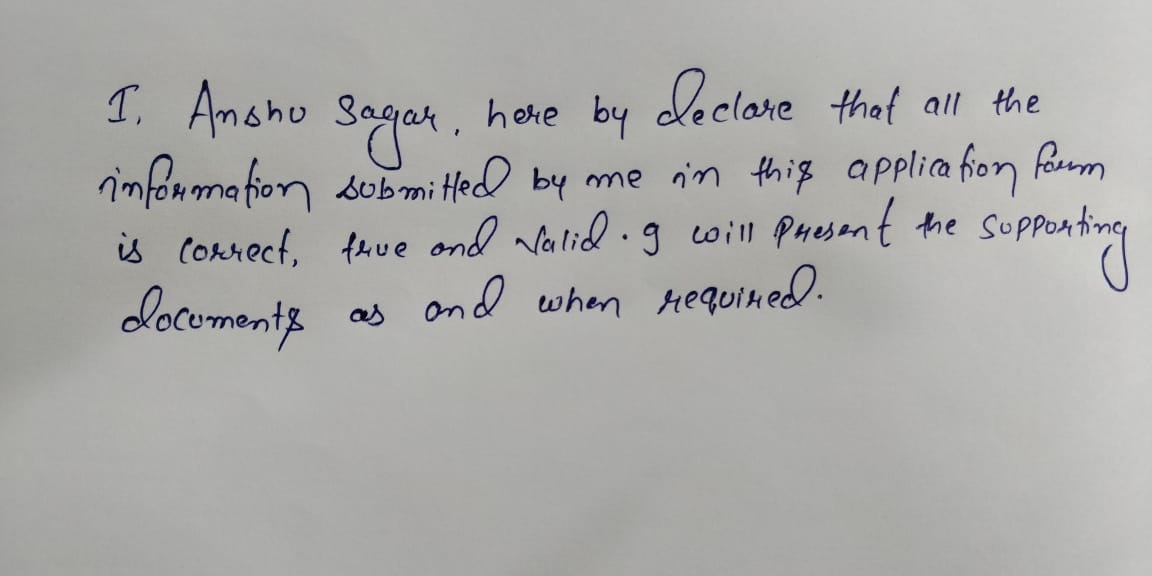 I, Anshu Sagar, here by declare that all the
information submitted by me in this application form
is correct, true and valid. I will present the supporting
documents as and when required.